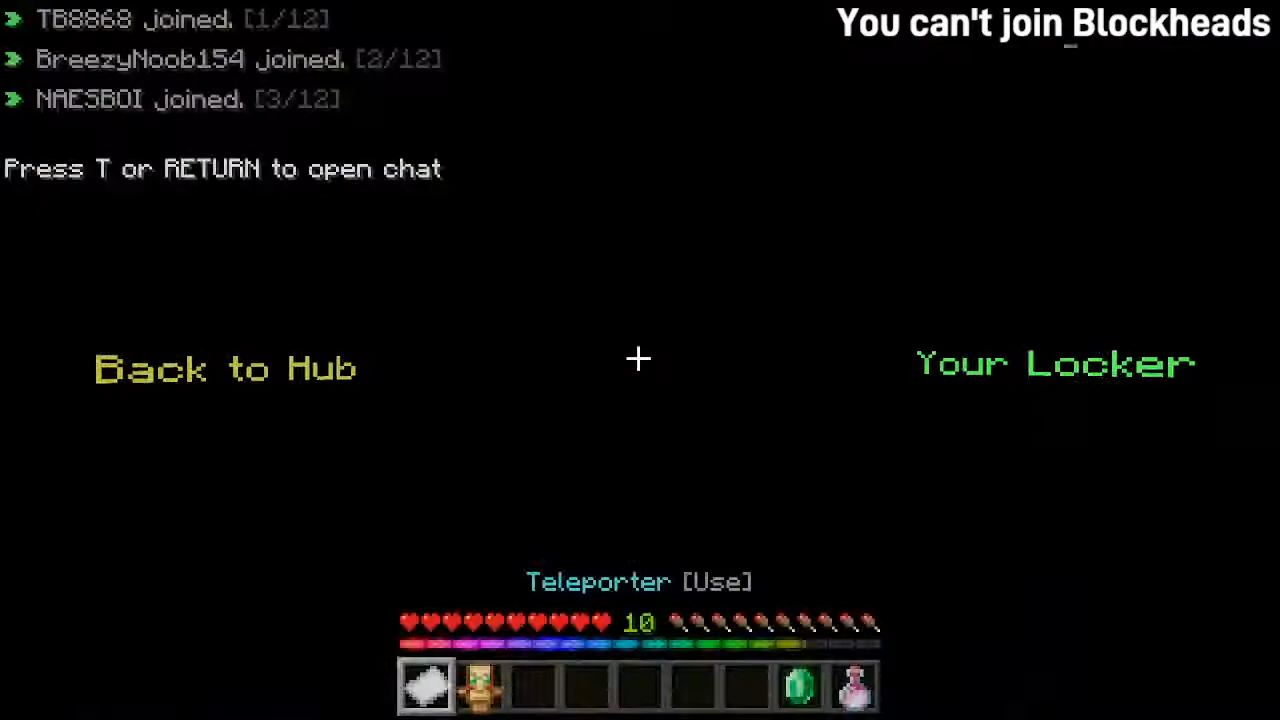 TB8868 joined. [1/12]
You can't join Blockheads
BreezyNoob154 joined. [2/12]
NAESBOI joined. [3/12]
Press T or RETURN to open chat
Back to Hub
Your Locker
Teleporter [Use]
10